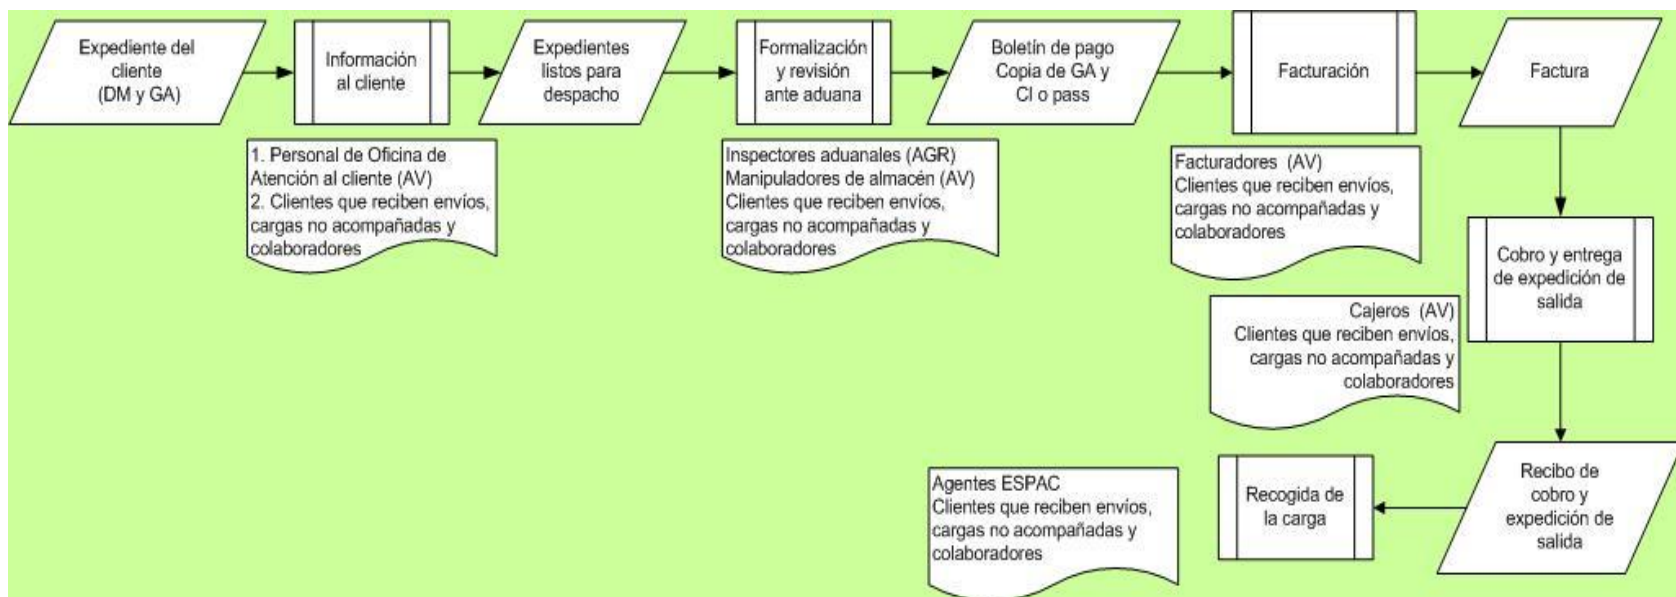 Expediente del
cliente
(DM y GA)
Información
al cliente
Expedientes
listos para
despacho
Formalización
y revisión
ante aduana
Boletín de pago
Copia de GA y
CI o pass
Facturación
Factura
1. Personal de Oficina de
Atención al cliente (AV)
2. Clientes que reciben envíos,
cargas no acompañadas y
colaboradores
Inspectores aduanales (AGR)
Manipuladores de almacén (AV)
Clientes que reciben envíos,
cargas no acompañadas y
colaboradores
Facturadores (AV)
Clientes que reciben envíos,
cargas no acompañadas y
colaboradores
Cobro y entrega
de expedición de
salida
Cajeros (AV)
Clientes que reciben envíos,
cargas no acompañadas y
colaboradores
Recibo de
cobro y
expedición de
salida
Recogida de
la carga
Agentes ESPAC
Clientes que reciben envíos,
cargas no acompañadas y
colaboradores